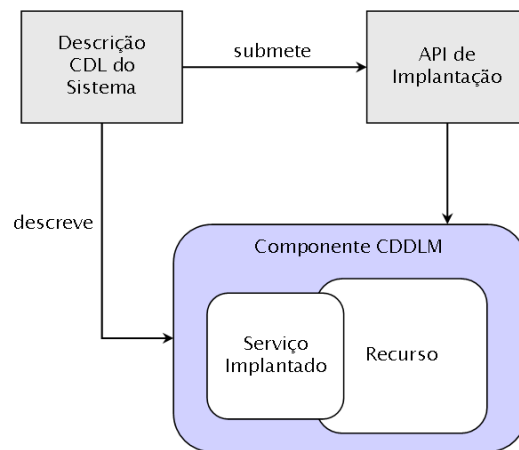 Descrição
CDL do
Sistema
submete
API de
Implantação
descreve
Componente CDDLM
Serviço
Implantado
Recurso